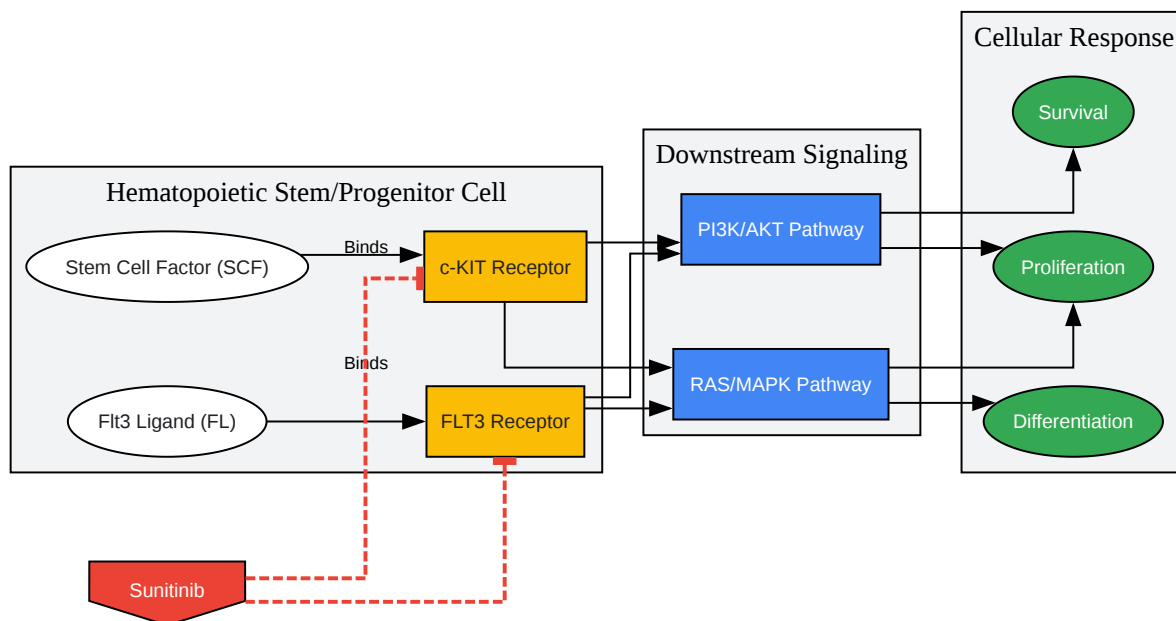 Cellular Response
Survival
Downstream Signaling
Hematopoietic Stem/Progenitor Cell
PI3K/AKT Pathway
Binds
Stem Cell Factor (SCF)
c-KIT Receptor
Proliferation
Binds
RAS/MAPK Pathway
Flt3 Ligand (FL)
FLT3 Receptor
Differentiation
Sunitinib